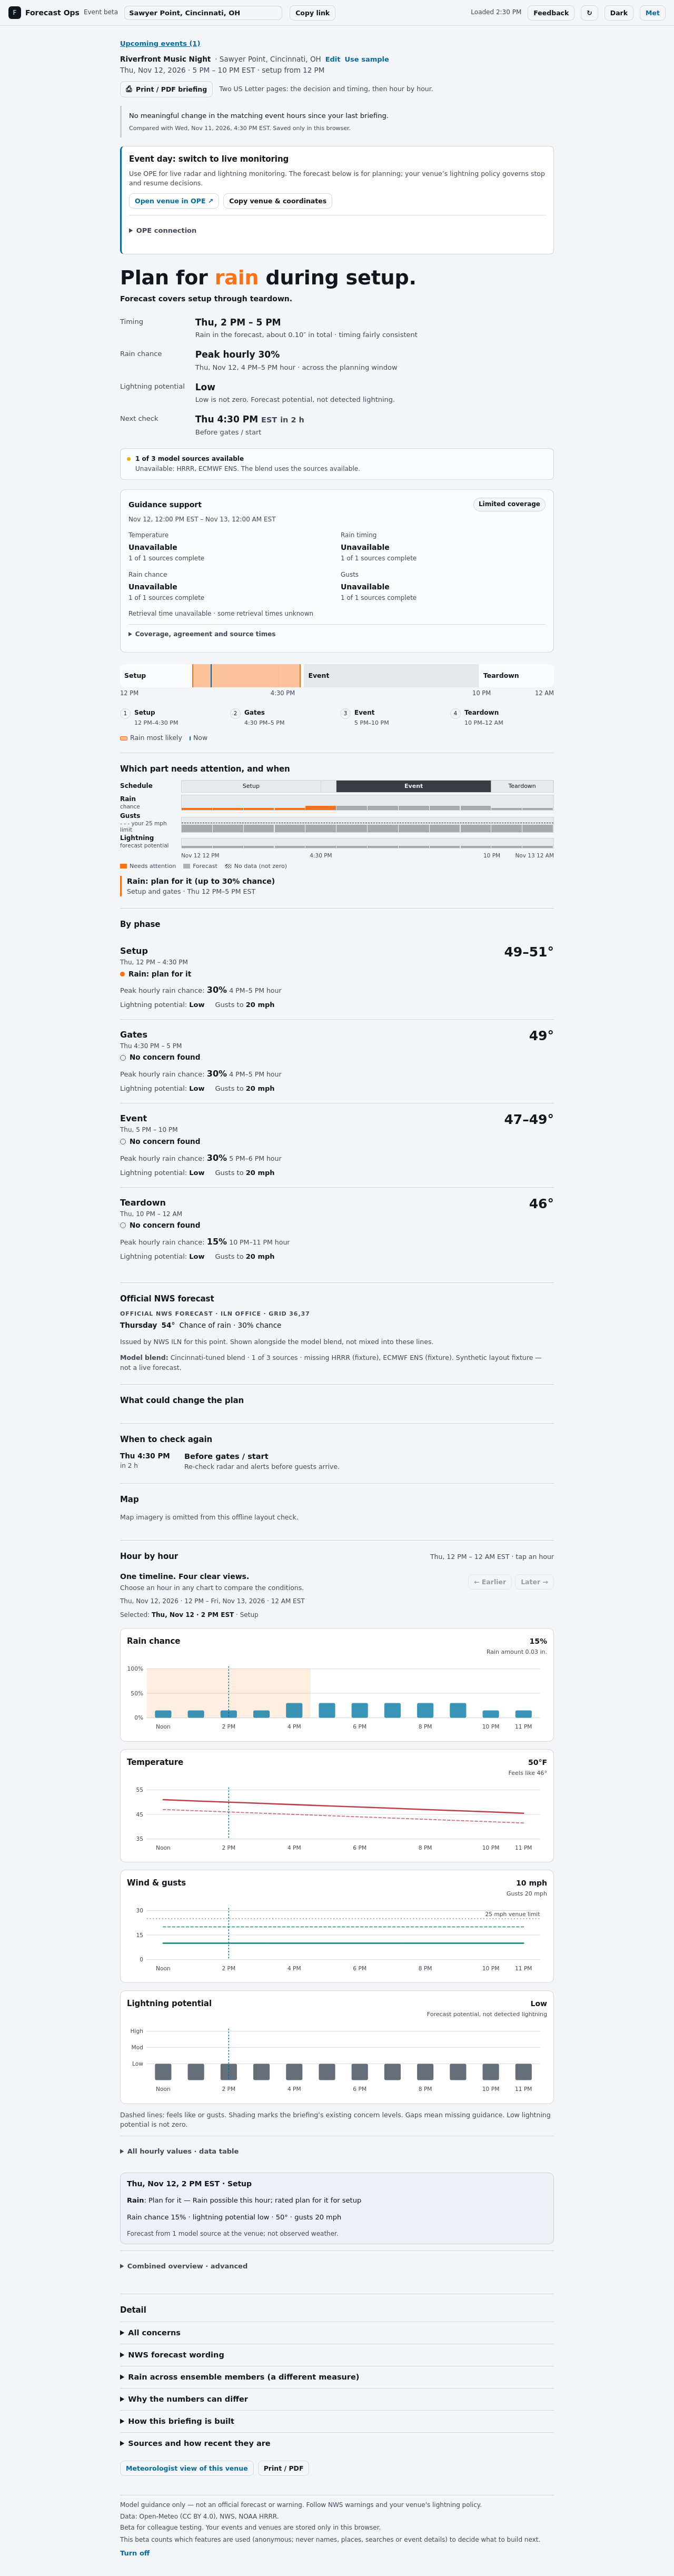 F Forecast Ops Event beta Sawyer Point, Cincinnati, OH Copy link Loaded 2:30 PM Feedback ↻ Dark Met
Upcoming events (1)
Riverfront Music Night · Sawyer Point, Cincinnati, OH Edit Use sample
Thu, Nov 12, 2026 · 5 PM – 10 PM EST · setup from 12 PM
⎙ Print / PDF briefing Two US Letter pages: the decision and timing, then hour by hour.
No meaningful change in the matching event hours since your last briefing.
Compared with Wed, Nov 11, 2026, 4:30 PM EST. Saved only in this browser.
Event day: switch to live monitoring
Use OPE for live radar and lightning monitoring. The forecast below is for planning; your venue's lightning policy governs stop
and resume decisions.
Open venue in OPE ↗ Copy venue & coordinates
▸ OPE connection
Plan for rain during setup.
Forecast covers setup through teardown.
Timing Thu, 2 PM – 5 PM
Rain in the forecast, about 0.10″ in total · timing fairly consistent
Rain chance Peak hourly 30%
Thu, Nov 12, 4 PM–5 PM hour · across the planning window
Lightning potential Low
Low is not zero. Forecast potential, not detected lightning.
Next check Thu 4:30 PM EST in 2 h
Before gates / start
1 of 3 model sources available
Unavailable: HRRR, ECMWF ENS. The blend uses the sources available.
Guidance support Limited coverage
Nov 12, 12:00 PM EST – Nov 13, 12:00 AM EST
Temperature Rain timing
Unavailable Unavailable
1 of 1 sources complete 1 of 1 sources complete
Rain chance Gusts
Unavailable Unavailable
1 of 1 sources complete 1 of 1 sources complete
Retrieval time unavailable · some retrieval times unknown
▸ Coverage, agreement and source times
Setup Event Teardown
12 PM 4:30 PM 10 PM 12 AM
1 Setup 2 Gates 3 Event 4 Teardown
12 PM–4:30 PM 4:30 PM–5 PM 5 PM–10 PM 10 PM–12 AM
Rain most likely Now
Which part needs attention, and when
Schedule Setup Event Teardown
Rain
chance
Gusts
- - - your 25 mph
limit
Lightning
forecast potential
Nov 12 12 PM 4:30 PM 10 PM Nov 13 12 AM
Needs attention Forecast No data (not zero)
Rain: plan for it (up to 30% chance)
Setup and gates · Thu 12 PM–5 PM EST
By phase
Setup 49–51°
Thu, 12 PM – 4:30 PM
Rain: plan for it
Peak hourly rain chance: 30% 4 PM–5 PM hour
Lightning potential: Low Gusts to 20 mph
Gates 49°
Thu 4:30 PM – 5 PM
No concern found
Peak hourly rain chance: 30% 4 PM–5 PM hour
Lightning potential: Low Gusts to 20 mph
Event 47–49°
Thu, 5 PM – 10 PM
No concern found
Peak hourly rain chance: 30% 5 PM–6 PM hour
Lightning potential: Low Gusts to 20 mph
Teardown 46°
Thu, 10 PM – 12 AM
No concern found
Peak hourly rain chance: 15% 10 PM–11 PM hour
Lightning potential: Low Gusts to 20 mph
Official NWS forecast
OFFICIAL NWS FORECAST · ILN OFFICE · GRID 36,37
Thursday 54° Chance of rain · 30% chance
Issued by NWS ILN for this point. Shown alongside the model blend, not mixed into these lines.
Model blend: Cincinnati-tuned blend · 1 of 3 sources · missing HRRR (fixture), ECMWF ENS (fixture). Synthetic layout fixture —
not a live forecast.
What could change the plan
When to check again
Thu 4:30 PM Before gates / start
in 2 h Re-check radar and alerts before guests arrive.
Map
Map imagery is omitted from this offline layout check.
Hour by hour Thu, 12 PM – 12 AM EST · tap an hour
One timeline. Four clear views. ← Earlier Later →
Choose an hour in any chart to compare the conditions.
Thu, Nov 12, 2026 · 12 PM – Fri, Nov 13, 2026 · 12 AM EST
Selected: Thu, Nov 12 · 2 PM EST · Setup
Rain chance 15%
Rain amount 0.03 in.
100%
50%
0%
Noon 2 PM 4 PM 6 PM 8 PM 10 PM 11 PM
Temperature 50°F
Feels like 46°
55
45
35
Noon 2 PM 4 PM 6 PM 8 PM 10 PM 11 PM
Wind & gusts 10 mph
Gusts 20 mph
30
25 mph venue limit
15
0
Noon 2 PM 4 PM 6 PM 8 PM 10 PM 11 PM
Lightning potential Low
Forecast potential, not detected lightning
High
Mod
Low
Noon 2 PM 4 PM 6 PM 8 PM 10 PM 11 PM
Dashed lines: feels like or gusts. Shading marks the briefing's existing concern levels. Gaps mean missing guidance. Low lightning
potential is not zero.
▸ All hourly values · data table
Thu, Nov 12, 2 PM EST · Setup
Rain: Plan for it — Rain possible this hour; rated plan for it for setup
Rain chance 15% · lightning potential low · 50° · gusts 20 mph
Forecast from 1 model source at the venue; not observed weather.
▸ Combined overview · advanced
Detail
▸ All concerns
▸ NWS forecast wording
▸ Rain across ensemble members (a different measure)
▸ Why the numbers can differ
▸ How this briefing is built
▸ Sources and how recent they are
Meteorologist view of this venue Print / PDF
Model guidance only — not an official forecast or warning. Follow NWS warnings and your venue's lightning policy.
Data: Open-Meteo (CC BY 4.0), NWS, NOAA HRRR.
Beta for colleague testing. Your events and venues are stored only in this browser.
This beta counts which features are used (anonymous; never names, places, searches or event details) to decide what to build next.
Turn off